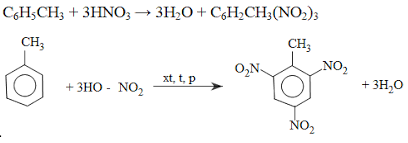 C₆H₅CH₃ + 3HNO₃ → 3H₂O + C₆H₂CH₃(NO₂)₃
CH₃ CH₃
O₂N NO₂
+ 3HO - NO₂ xt, t, p + 3H₂O
NO₂
.